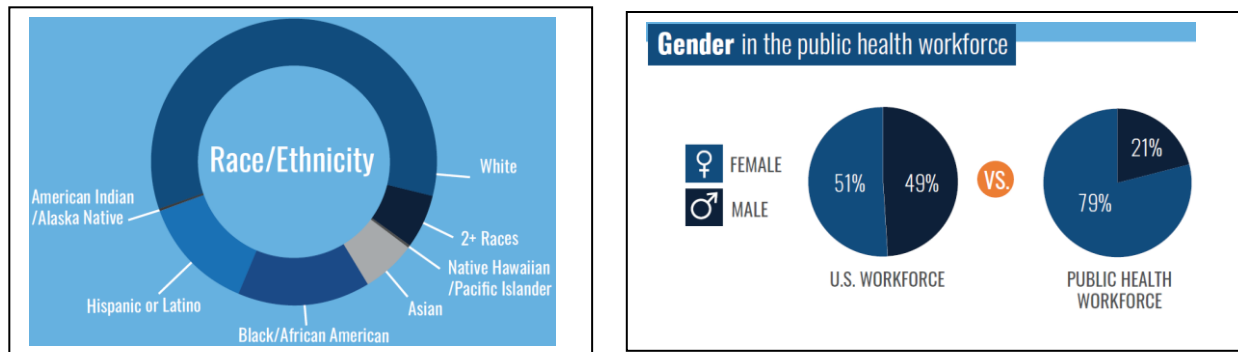 Race/Ethnicity
White
American Indian
/Alaska Native
2+ Races
Native Hawaiian
/Pacific Islander
Hispanic or Latino
Asian
Black/African American
Gender in the public health workforce
FEMALE
MALE
51%
49%
VS.
21%
79%
U.S. WORKFORCE
PUBLIC HEALTH
WORKFORCE